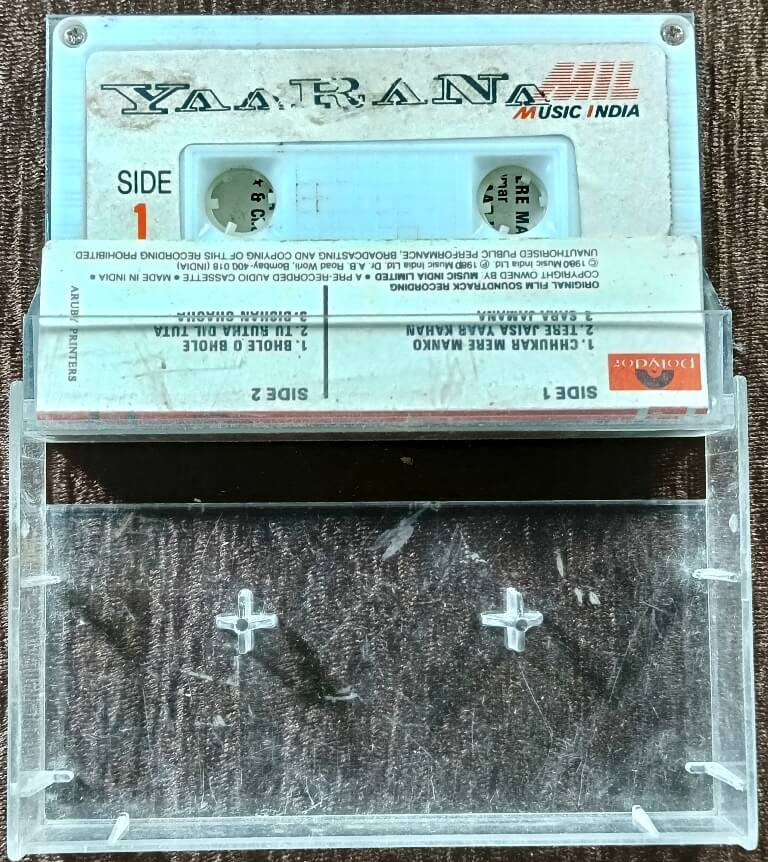 YAARANA
MIL
MUSIC INDIA
SIDE
1
& C
ERE MA
SIDE 1
1. CHHUKAR MERE MANKO
2. TERE JAISA YAAR KAHAN
3. SARA JAMANA
SIDE 2
1. BHOLE O BHOLE
2. TU RUTHA DIL TUTA
3. BISHAN CHACHA
Polydor
ORIGINAL FILM SOUNDTRACK RECORDING
COPYRIGHT OWNED BY MUSIC INDIA LIMITED • A PRE-RECORDED AUDIO CASSETTE • MADE IN INDIA •
© 1980 Music India Ltd. ℗ 1980 Music India Ltd. Dr. A.B. Road Worli, Bombay-400 018 (INDIA)
UNAUTHORISED PUBLIC PERFORMANCE, BROADCASTING AND COPYING OF THIS RECORDING PROHIBITED
ARUBY PRINTERS